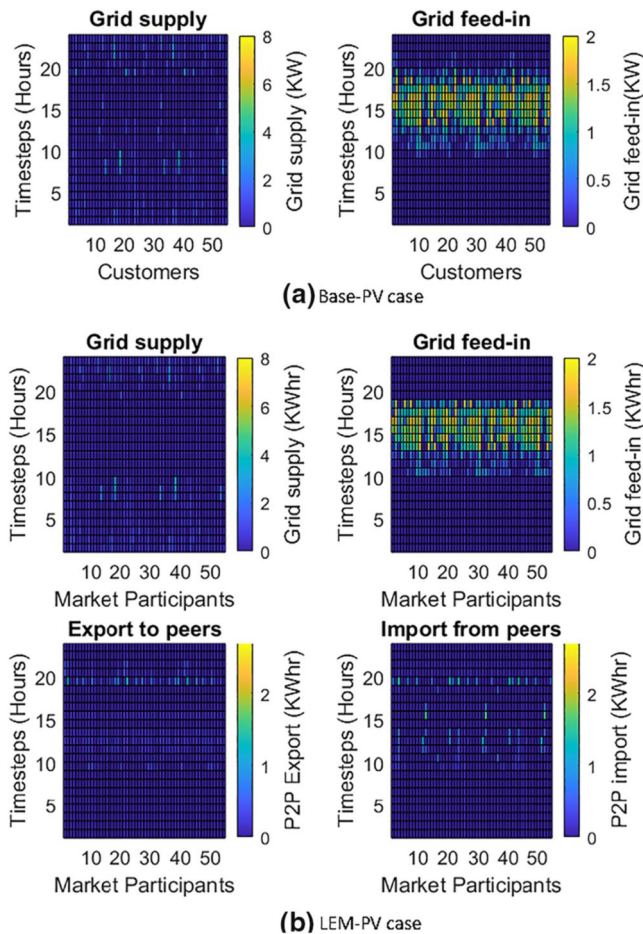 Grid supply
Grid feed-in
Timesteps (Hours)
20
15
10
5
10 20 30 40 50
Customers
8
6
4
2
0
Grid supply (KW)
Timesteps (Hours)
20
15
10
5
10 20 30 40 50
Customers
2
1.5
1
0.5
0
Grid feed-in(KW)
(a) Base-PV case
Grid supply
Grid feed-in
Timesteps (Hours)
20
15
10
5
10 20 30 40 50
Market Participants
8
6
4
2
0
Grid supply (KWhr)
Timesteps (Hours)
20
15
10
5
10 20 30 40 50
Market Participants
2
1.5
1
0.5
0
Grid feed-in (KWhr)
Export to peers
Import from peers
Timesteps (Hours)
20
15
10
5
10 20 30 40 50
Market Participants
2
1
0
P2P Export (KWhr)
Timesteps (Hours)
20
15
10
5
10 20 30 40 50
Market Participants
2
1
0
P2P import (KWhr)
(b) LEM-PV case